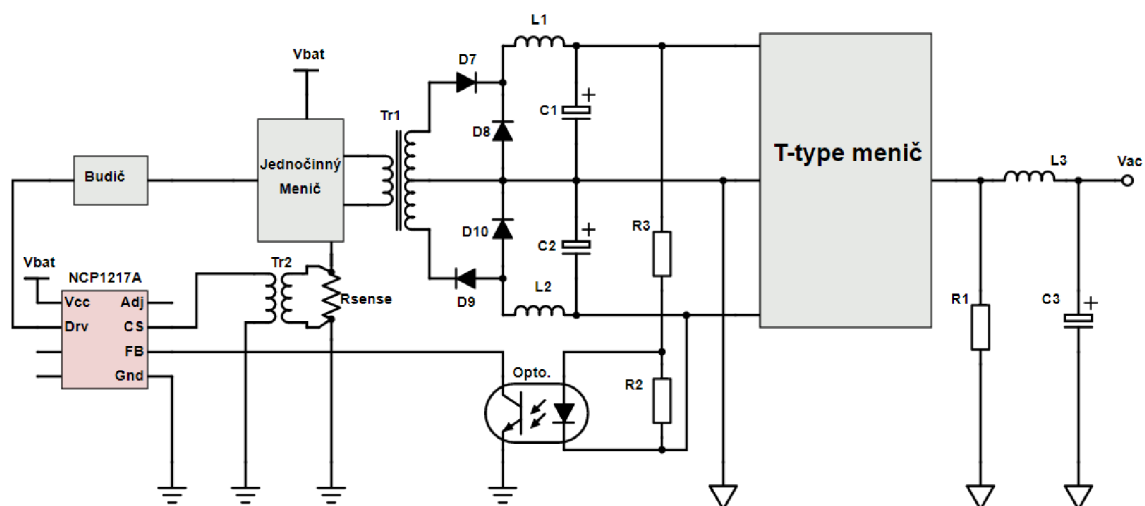 L1
Vbat
D7
Tr1
C1
+
D8
Jednočinný
Menič
T-type menič
Budič
L3
Vac
D10
C2
+
R3
Vbat
NCP1217A
Tr2
D9
L2
Rsense
Vcc
Adj
Drv
CS
FB
Gnd
R1
C3
+
Opto.
R2